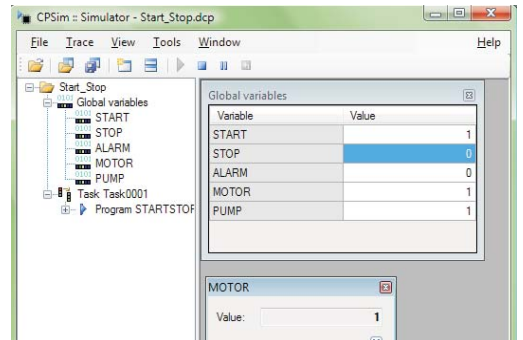 CPSim :: Simulator - Start_Stop.dcp
File Trace View Tools Window Help
Start_Stop
Global variables
START
STOP
ALARM
MOTOR
PUMP
Task Task0001
Program STARTSTOP
Global variables
Variable Value
START 1
STOP 0
ALARM 0
MOTOR 1
PUMP 1
MOTOR
Value: 1